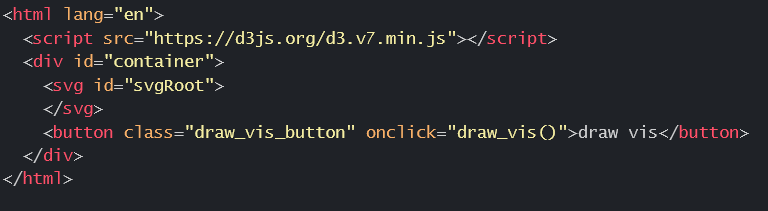 <html lang="en">
  <script src="https://d3js.org/d3.v7.min.js"></script>
  <div id="container">
    <svg id="svgRoot">
    </svg>
    <button class="draw_vis_button" onclick="draw_vis()">draw vis</button>
  </div>
</html>